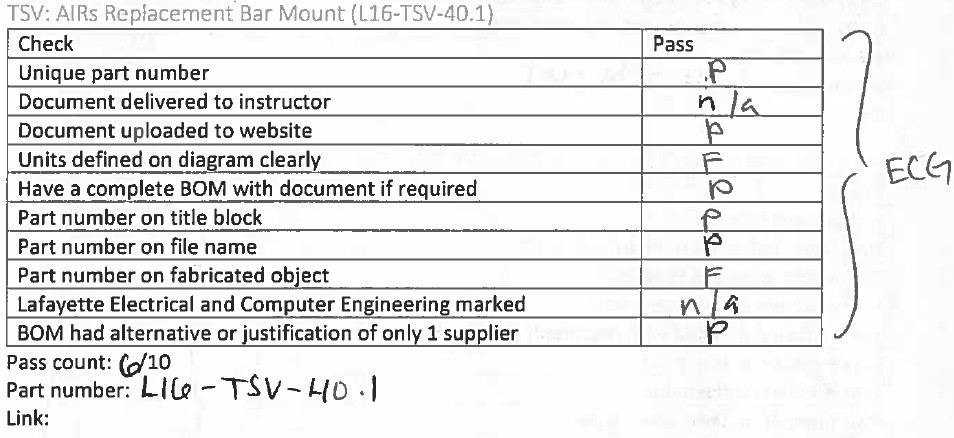 TSV: AIRs Replacement Bar Mount (L16-TSV-40.1)
Check Pass
Unique part number P
Document delivered to instructor n/a
Document uploaded to website P
Units defined on diagram clearly F
Have a complete BOM with document if required P
Part number on title block P
Part number on file name P
Part number on fabricated object F
Lafayette Electrical and Computer Engineering marked n/a
BOM had alternative or justification of only 1 supplier P
ECG
Pass count: 6/10
Part number: L16-TSV-40.1
Link: